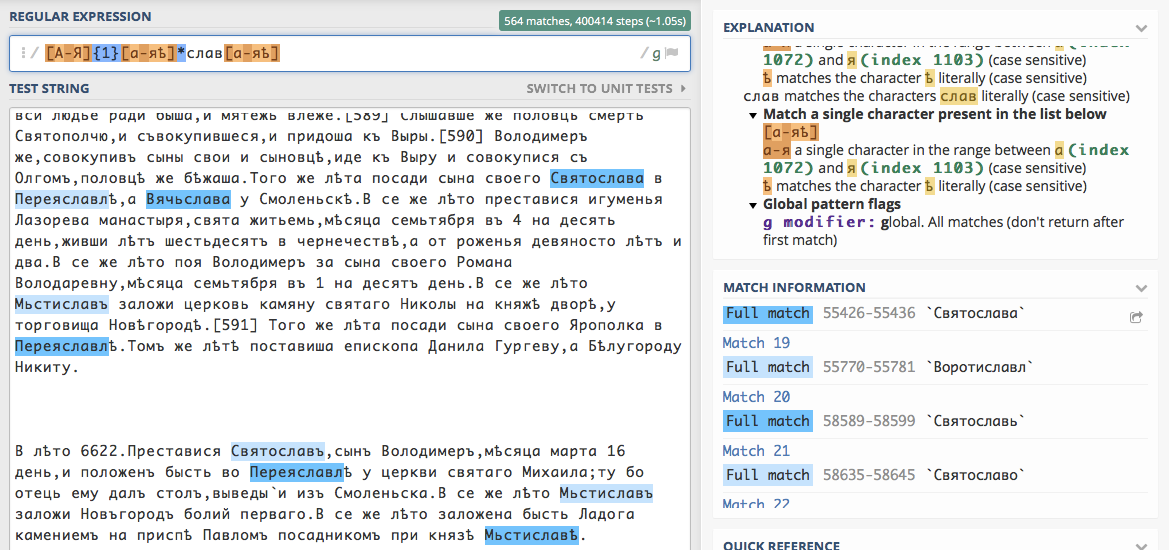 REGULAR EXPRESSION
564 matches, 400414 steps (~1.05s)
/ [А-Я]{1}[а-яѣ]*слав[а-яѣ] / g
TEST STRING
SWITCH TO UNIT TESTS
вси людье ради быша,и мятежь влеже.[589] Слышавше же половць смерть
Святополчю,и съвокупившеся,и придоша къ Выры.[590] Володимеръ
же,совокупивъ сыны свои и сыновцѣ,иде къ Выру и совокупися съ
Олгомъ,половцѣ же бѣжаша.Того же лѣта посади сына своего Святослава в
Переяславлѣ,а Вячьслава у Смоленьскѣ.В се же лѣто преставися игуменья
Лазорева манастыря,свята житьемь,мѣсяца семьтября въ 4 на десять
день,живши лѣтъ шестьдесятъ в чернечествѣ,а от роженья девяносто лѣтъ и
два.В се же лѣто поя Володимеръ за сына своего Романа
Володаревну,мѣсяца семьтября въ 1 на десятъ день.В се же лѣто
Мьстиславъ заложи церковь камяну святаго Николы на княжѣ дворѣ,у
торговища Новѣгородѣ.[591] Того же лѣта посади сына своего Ярополка в
Переяславлѣ.Томъ же лѣтѣ поставиша епископа Данила Гургеву,а Бѣлугороду
Никиту.
В лѣто 6622.Преставися Святославъ,сынъ Володимеръ,мѣсяца марта 16
день,и положенъ бысть во Переяславлѣ у церкви святаго Михаила;ту бо
отець ему далъ столъ,выведы`и изъ Смоленьска.В се же лѣто Мьстиславъ
заложи Новъгородъ болий перваго.В се же лѣто заложена бысть Ладога
камениемъ на приспѣ Павломъ посадникомъ при князѣ Мьстиславѣ.
EXPLANATION
а-я a single character in the range between а (index
1072) and я (index 1103) (case sensitive)
ѣ matches the character ѣ literally (case sensitive)
слав matches the characters слав literally (case sensitive)
Match a single character present in the list below
[а-яѣ]
а-я a single character in the range between а (index
1072) and я (index 1103) (case sensitive)
ѣ matches the character ѣ literally (case sensitive)
Global pattern flags
g modifier: global. All matches (don't return after
first match)
MATCH INFORMATION
Full match 55426-55436 `Святослава`
Match 19
Full match 55770-55781 `Воротиславл`
Match 20
Full match 58589-58599 `Святославь`
Match 21
Full match 58635-58645 `Святославо`
Match 22
QUICK REFERENCE